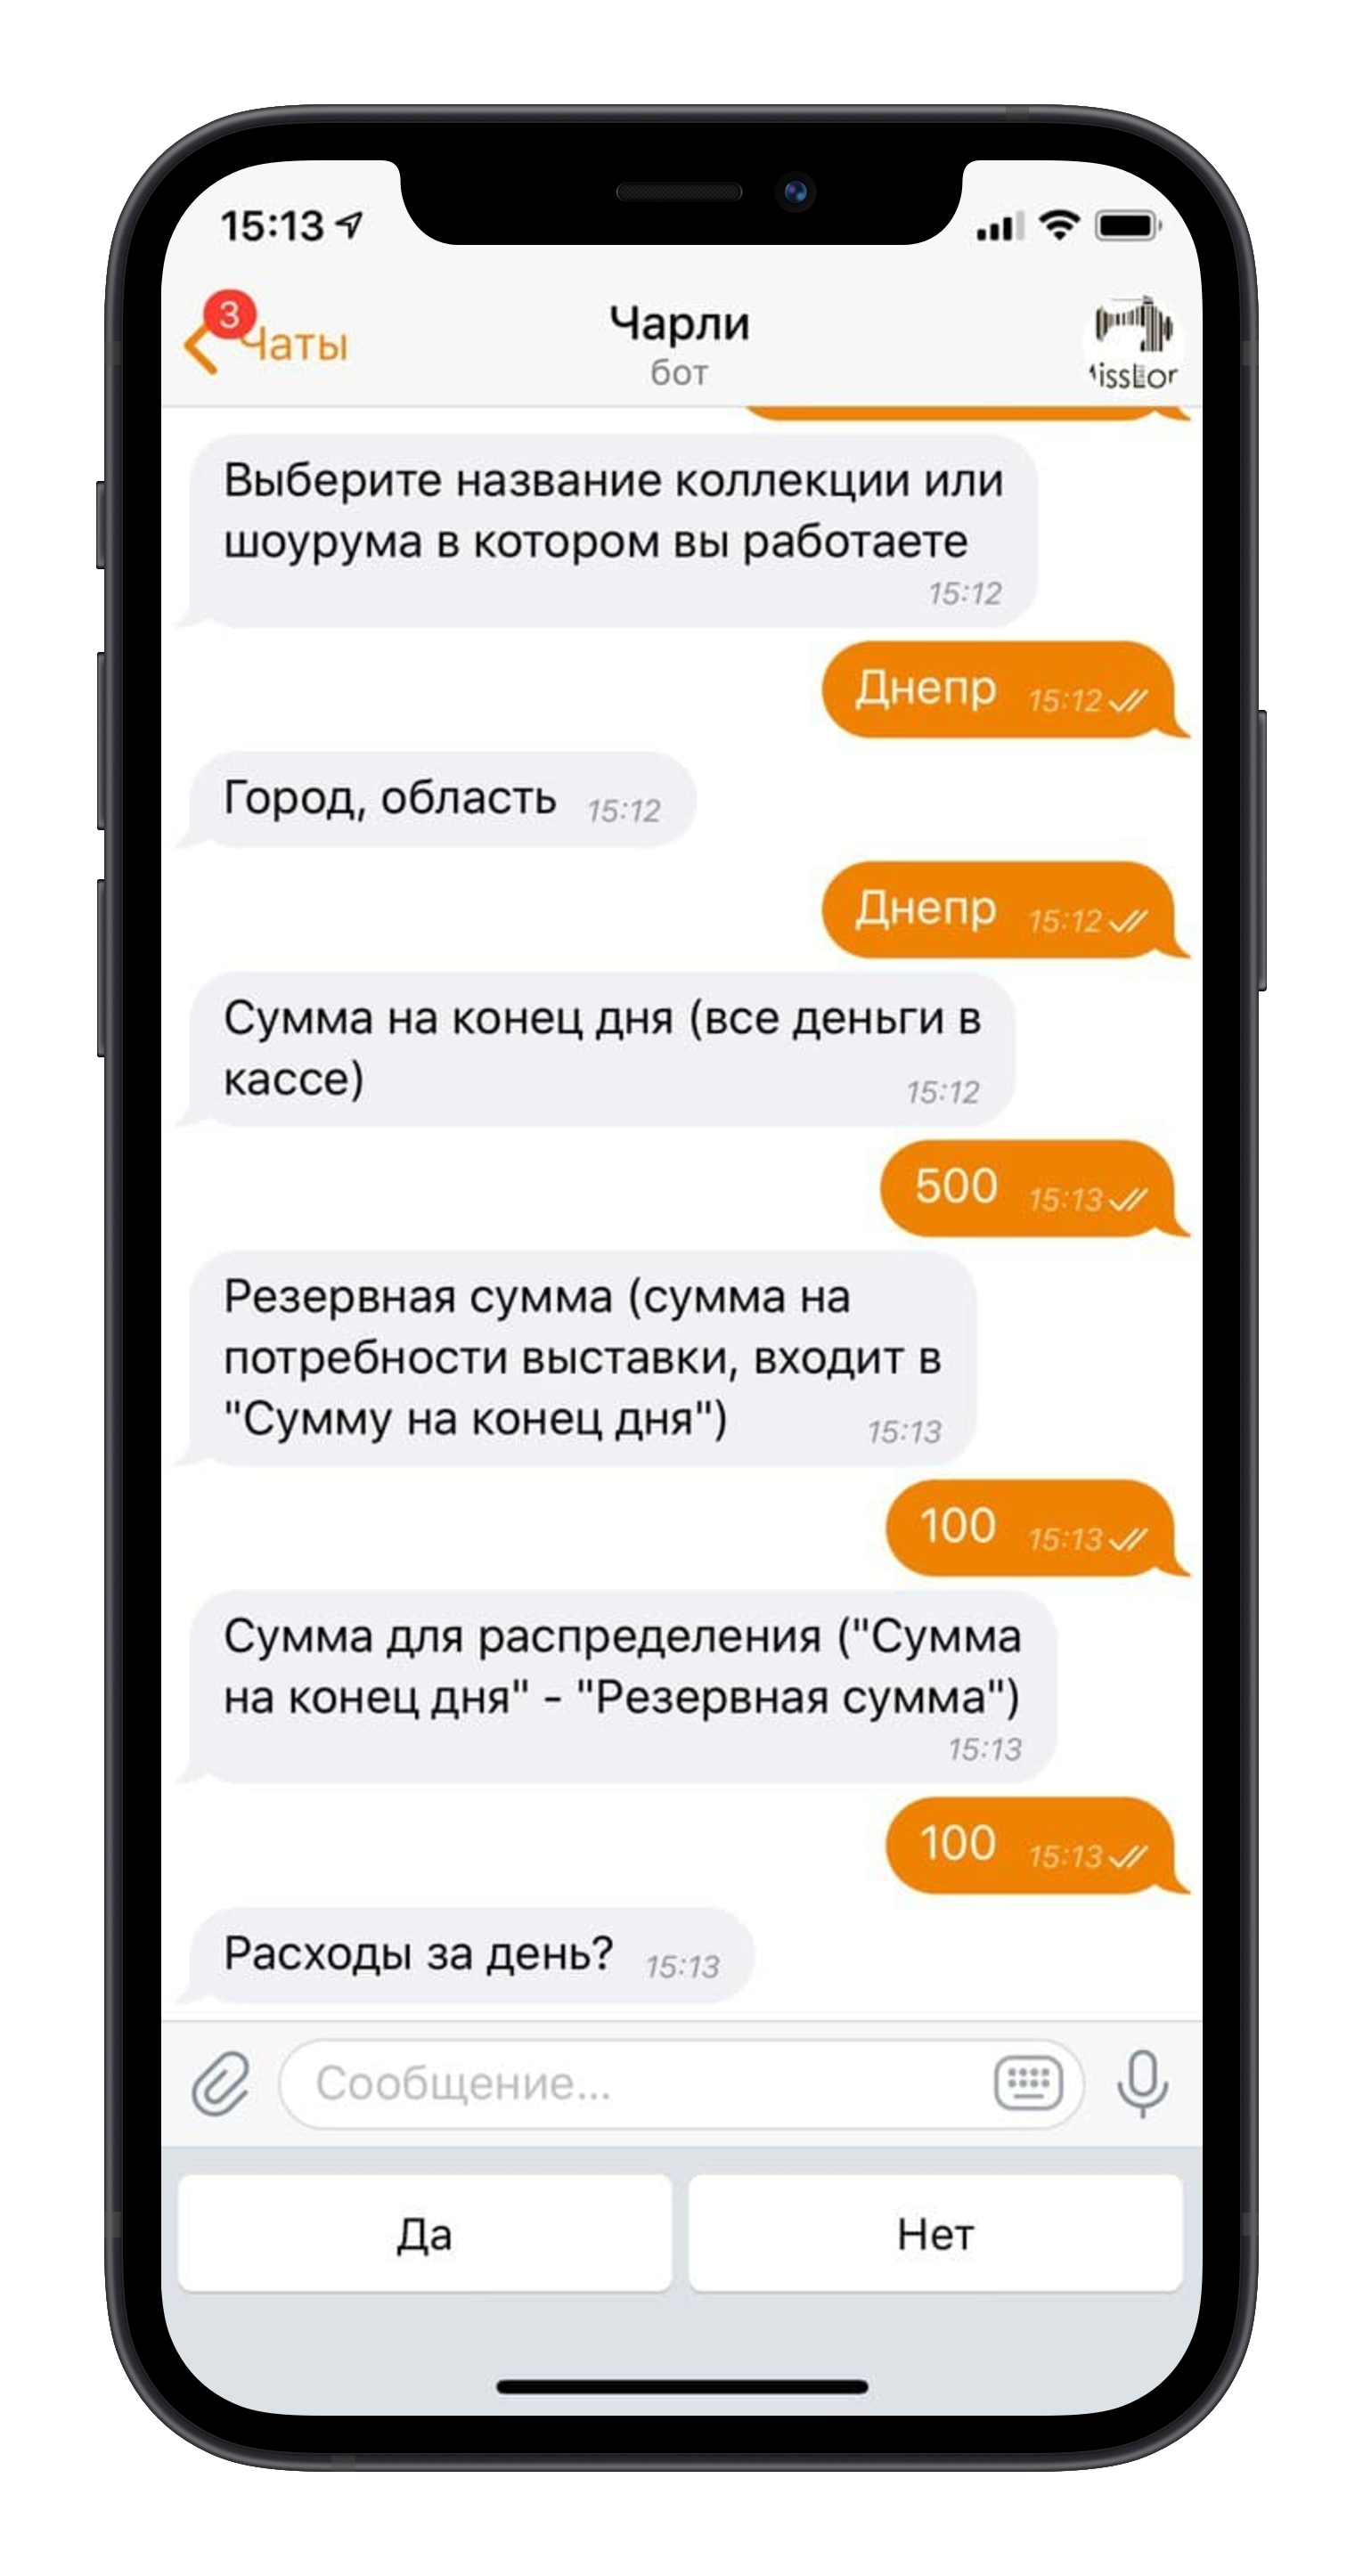 15:13
3
Чаты
Чарли
бот
Выберите название коллекции или
шоурума в котором вы работаете
15:12
Днепр 15:12
Город, область 15:12
Днепр 15:12
Сумма на конец дня (все деньги в
кассе) 15:12
500 15:13
Резервная сумма (сумма на
потребности выставки, входит в
"Сумму на конец дня") 15:13
100 15:13
Сумма для распределения ("Сумма
на конец дня" - "Резервная сумма")
15:13
100 15:13
Расходы за день? 15:13
Сообщение...
Да Нет